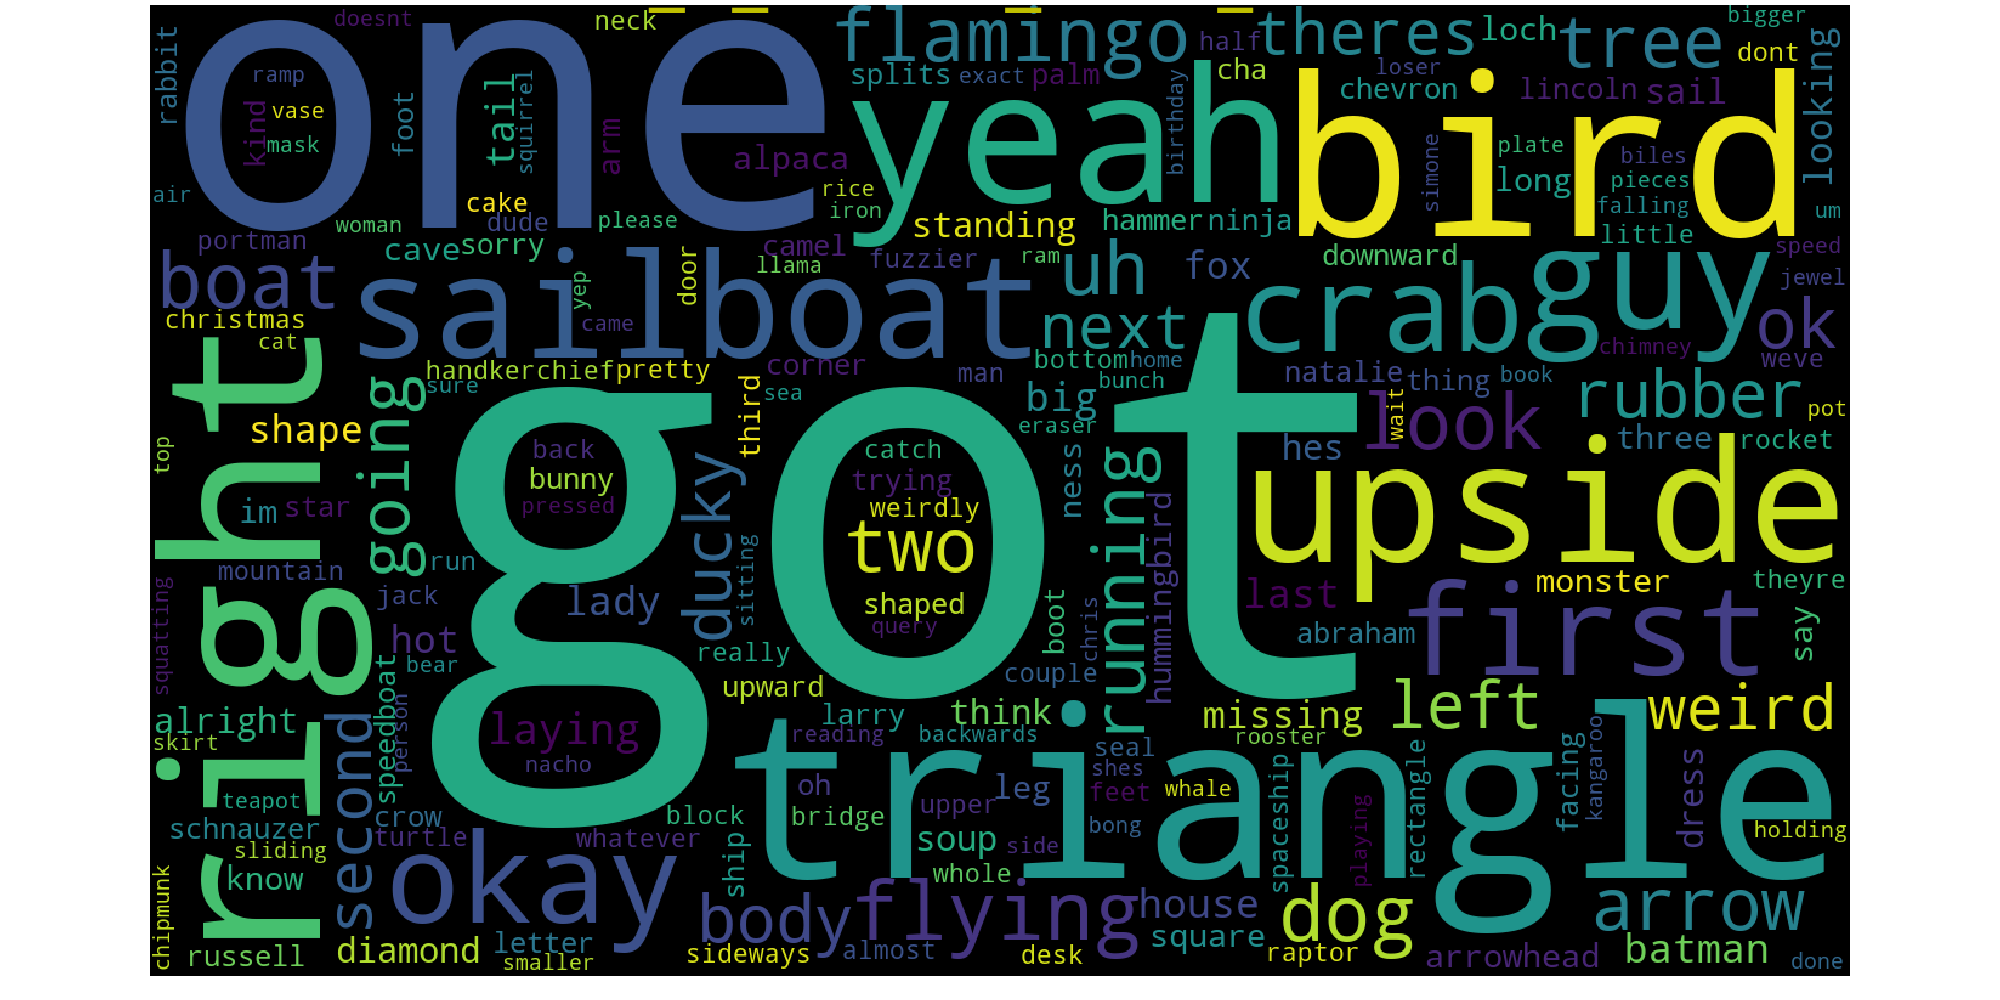 one
yeah
bird
flamingo
theres
tree
loch
bigger
dont
doesnt
neck
half
splits
exact
palm
cha
loser
chevron
lincoln
sail
looking
rabbit
ramp
kind
vase
mask
foot
tail
squirrel
arm
alpaca
birthday
simone
plate
biles
long
pieces
falling
um
air
cake
dude
please
rice
iron
standing
hammer
ninja
little
woman
portman
cave
sorry
camel
fuzzier
ram
uh
fox
downward
speed
jewel
boat
sailboat
yep
door
llama
crab
guy
ok
christmas
cat
came
next
chimney
weve
handkerchief
pretty
corner
man
bottom
home
natalie
thing
book
sure
sea
bunch
big
look
wait
rubber
pot
right
going
shape
third
eraser
hes
three
rocket
got
top
back
bunny
pressed
catch
trying
weirdly
two
ness
running
hummingbird
upside
im
star
ducky
sitting
run
mountain
shaped
query
last
monster
theyre
squatting
jack
lady
boot
chris
abraham
first
say
hot
bear
really
upward
couple
alright
skirt
second
speedboat
person
laying
nacho
larry
think
reading
backwards
triangle
missing
left
weird
rooster
seal
shes
feet
whale
teapot
schnauzer
crow
turtle
whatever
block
oh
bridge
upper
leg
bong
spaceship
playing
rectangle
facing
kangaroo
dress
holding
sliding
know
okay
ship
soup
side
whole
chipmunk
russell
diamond
letter
smaller
body
flying
house
square
dog
arrow
sideways
almost
desk
raptor
arrowhead
batman
done